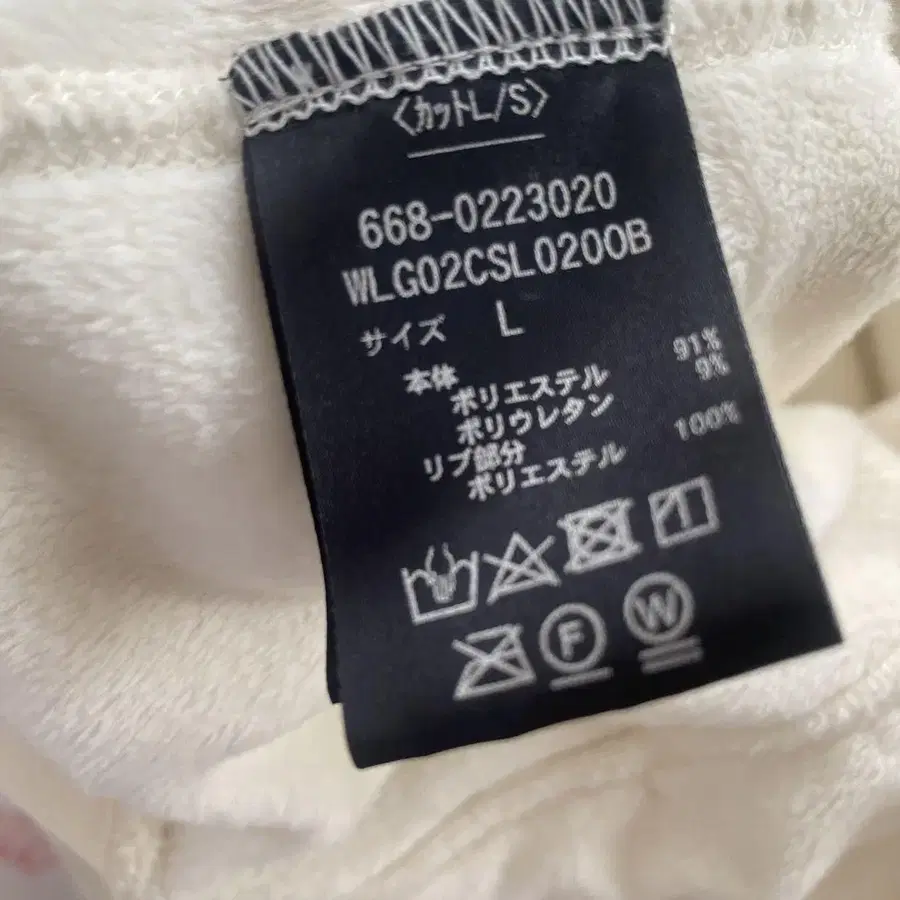 〈カットL/S〉
668-0223020
WLG02CSL0200B
サイズ L
本体
ポリエステル 91%
ポリウレタン 9%
リブ部分
ポリエステル 100%
F W